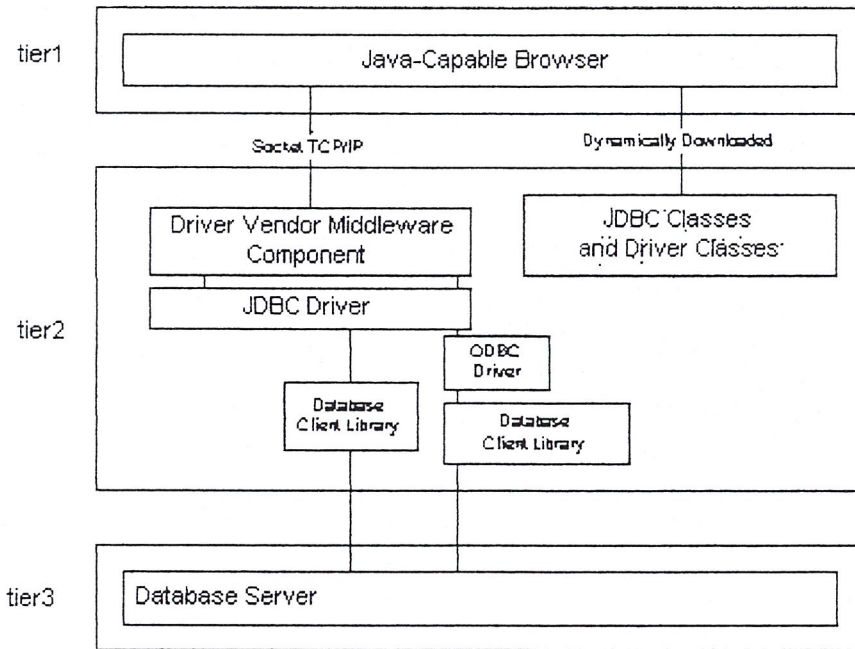 tier1
Java-Capable Browser
Socket TCP/IP
Dynamically Downloaded
tier2
Driver Vendor Middleware
Component
JDBC Classes
and Driver Classes
JDBC Driver
ODBC
Driver
Database
Client Library
Database
Client Library
tier3
Database Server